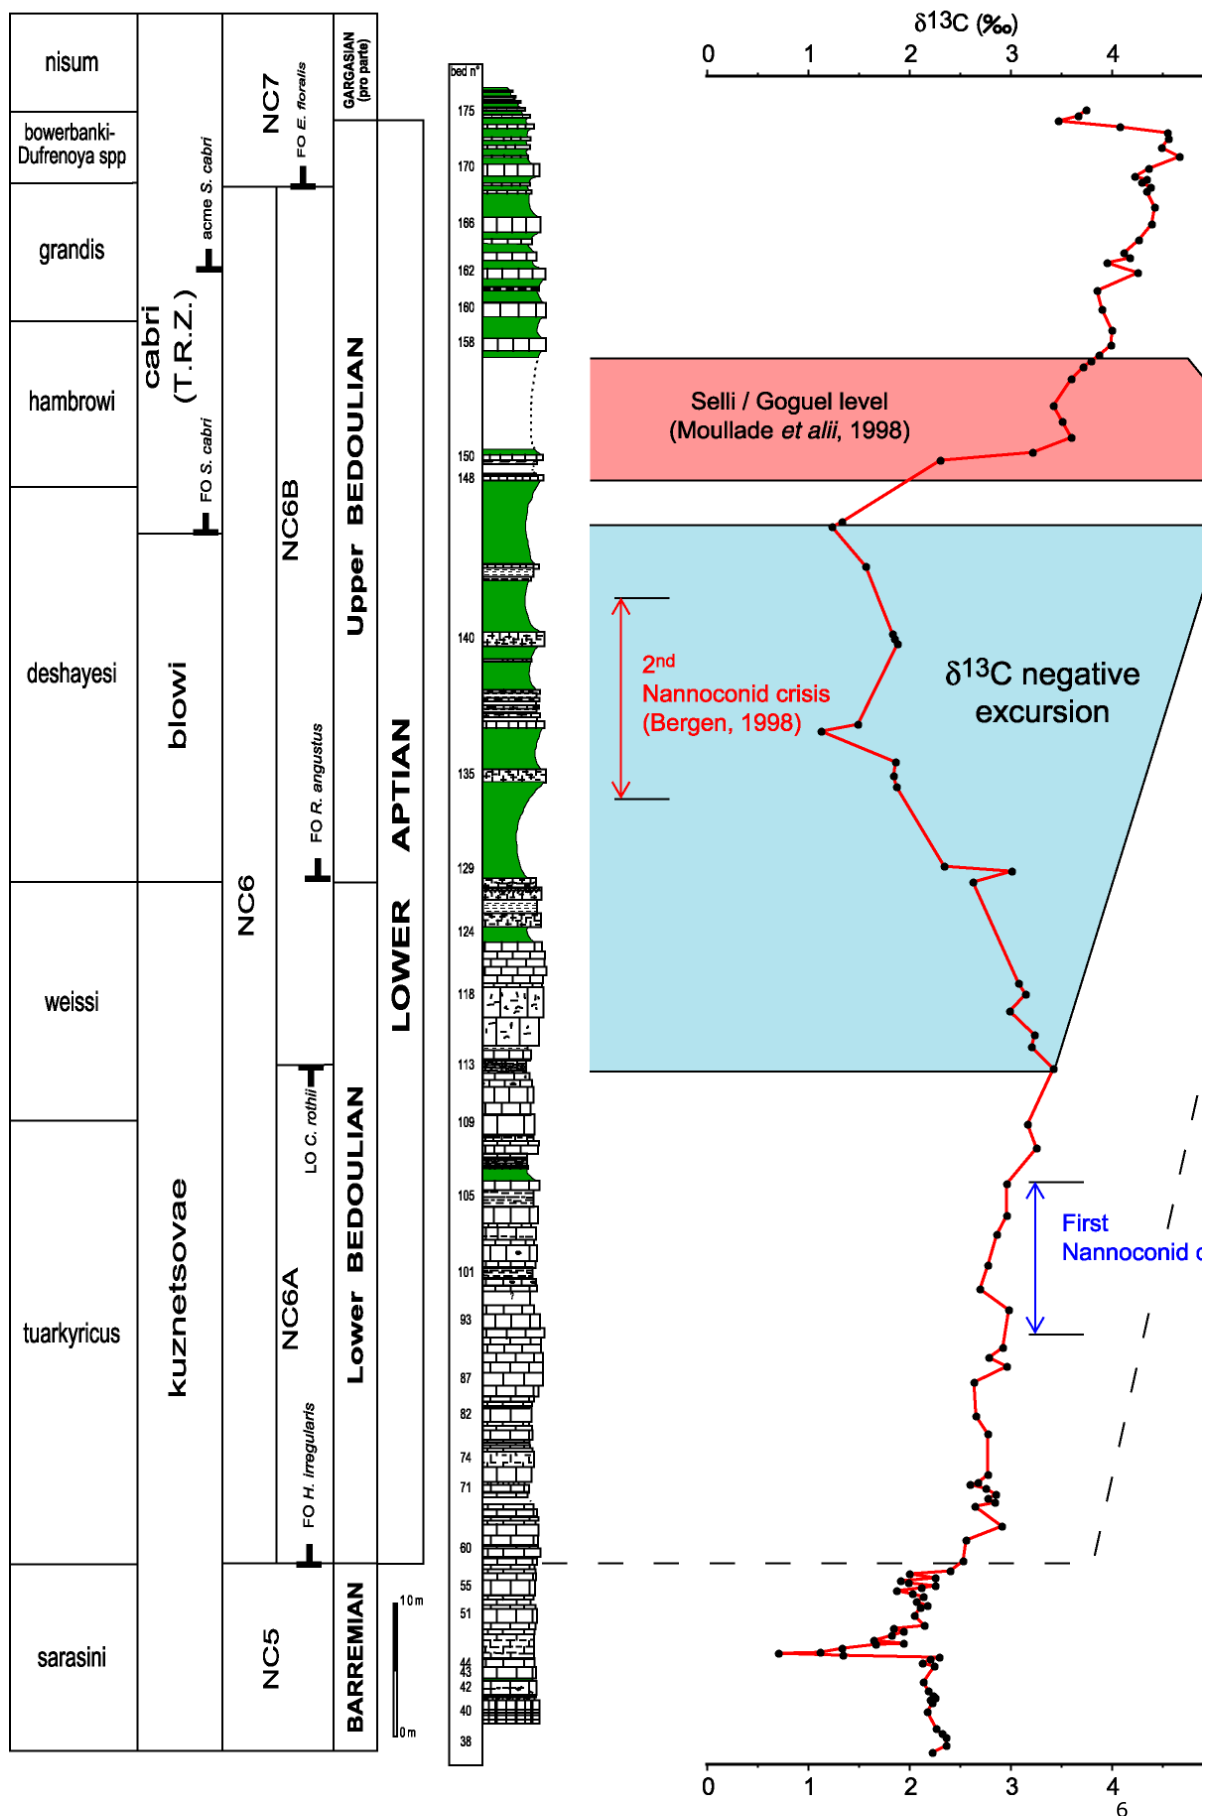 δ13C (‰)
0 1 2 3 4
nisum
bowerbanki-
Dufrenoya spp
grandis
hambrowi
deshayesi
weissi
tuarkyricus
sarasini
cabri
(T.R.Z.)
blowi
kuznetsovae
acme S. cabri
FO S. cabri
NC7
NC6
NC5
FO E. floralis
NC6B
FO R. angustus
LO C. rothii
NC6A
FO H. irregularis
GARGASIAN
(pro parte)
Upper BEDOULIAN
Lower BEDOULIAN
BARREMIAN
LOWER APTIAN
10 m
0 m
bed n°
175
170
166
162
160
158
150
148
140
135
129
124
118
113
109
105
101
93
87
82
74
71
60
55
51
44
43
42
40
38
?
Selli / Goguel level
(Moullade et alii, 1998)
2nd
Nannoconid crisis
(Bergen, 1998)
δ13C negative
excursion
First
Nannoconid c
0 1 2 3 4
6